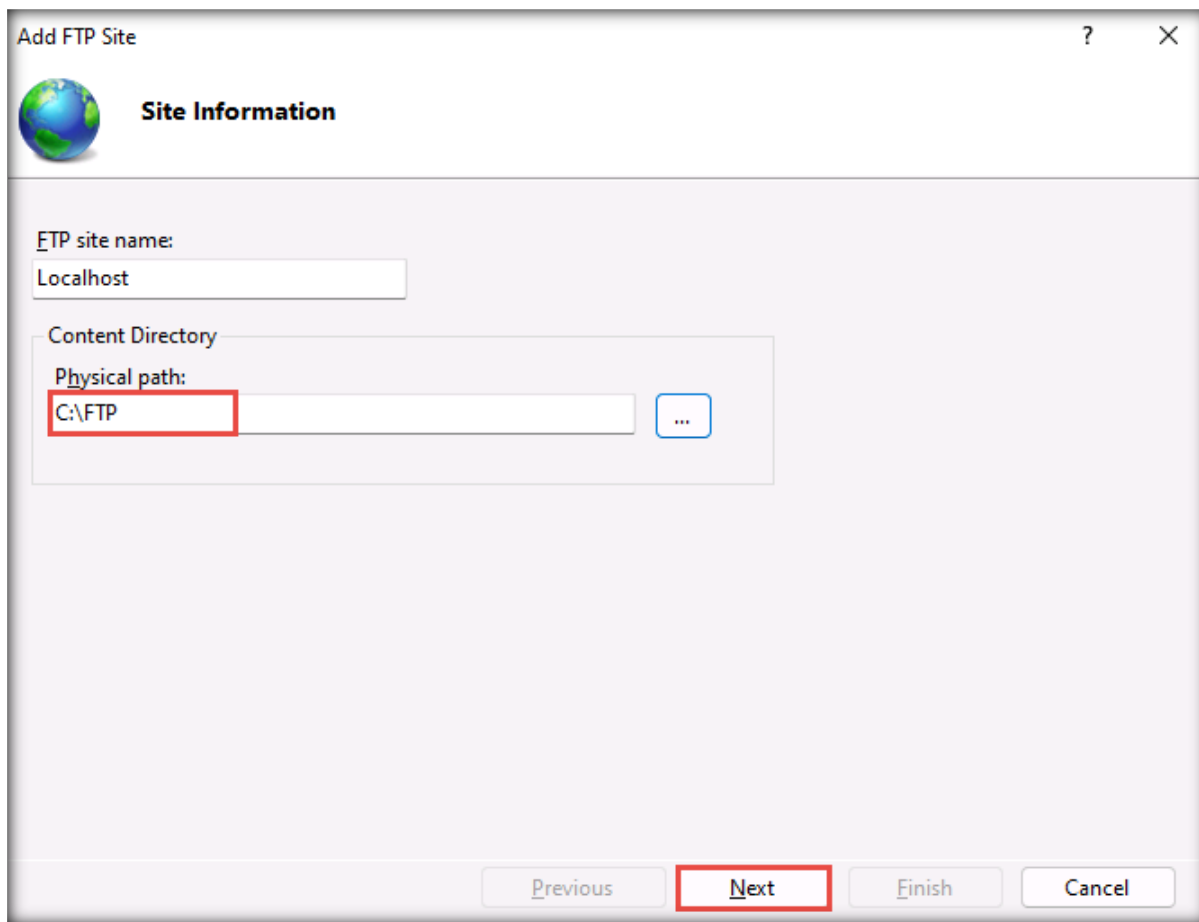 Add FTP Site ?
Site Information
FTP site name:
Localhost
Content Directory
Physical path:
C:\FTP
...
Previous Next Finish Cancel